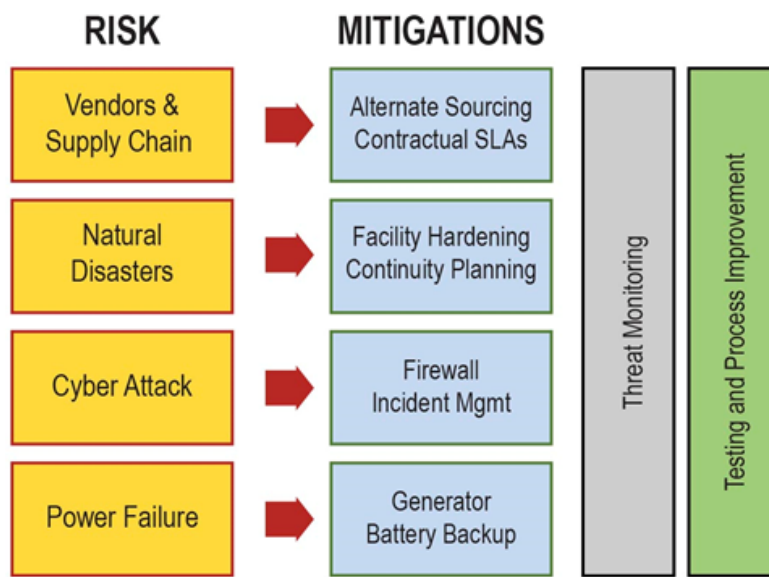 RISK
MITIGATIONS
Vendors &
Supply Chain
Alternate Sourcing
Contractual SLAs
Natural
Disasters
Facility Hardening
Continuity Planning
Cyber Attack
Firewall
Incident Mgmt
Power Failure
Generator
Battery Backup
Threat Monitoring
Testing and Process Improvement